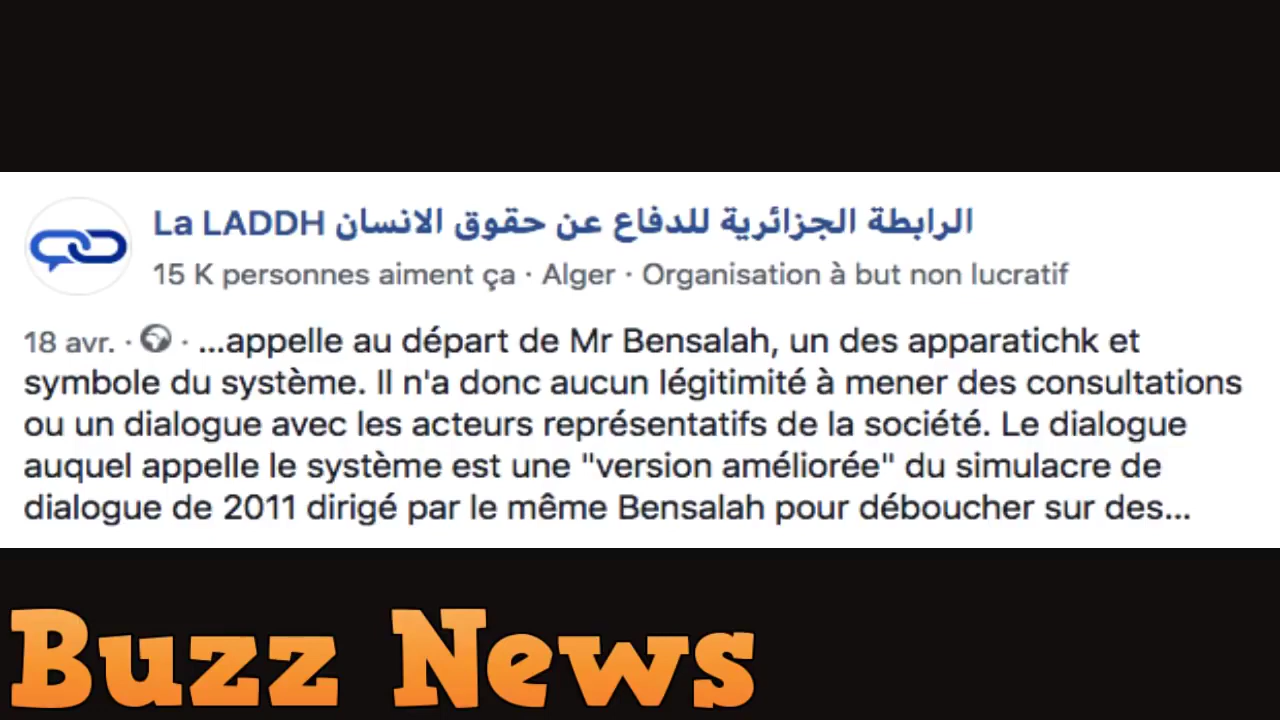 La LADDH الرابطة الجزائرية للدفاع عن حقوق الانسان
15 K personnes aiment ça · Alger · Organisation à but non lucratif
18 avr. · · ...appelle au départ de Mr Bensalah, un des apparatichk et
symbole du système. Il n'a donc aucun légitimité à mener des consultations
ou un dialogue avec les acteurs représentatifs de la société. Le dialogue
auquel appelle le système est une "version améliorée" du simulacre de
dialogue de 2011 dirigé par le même Bensalah pour déboucher sur des...
Buzz News